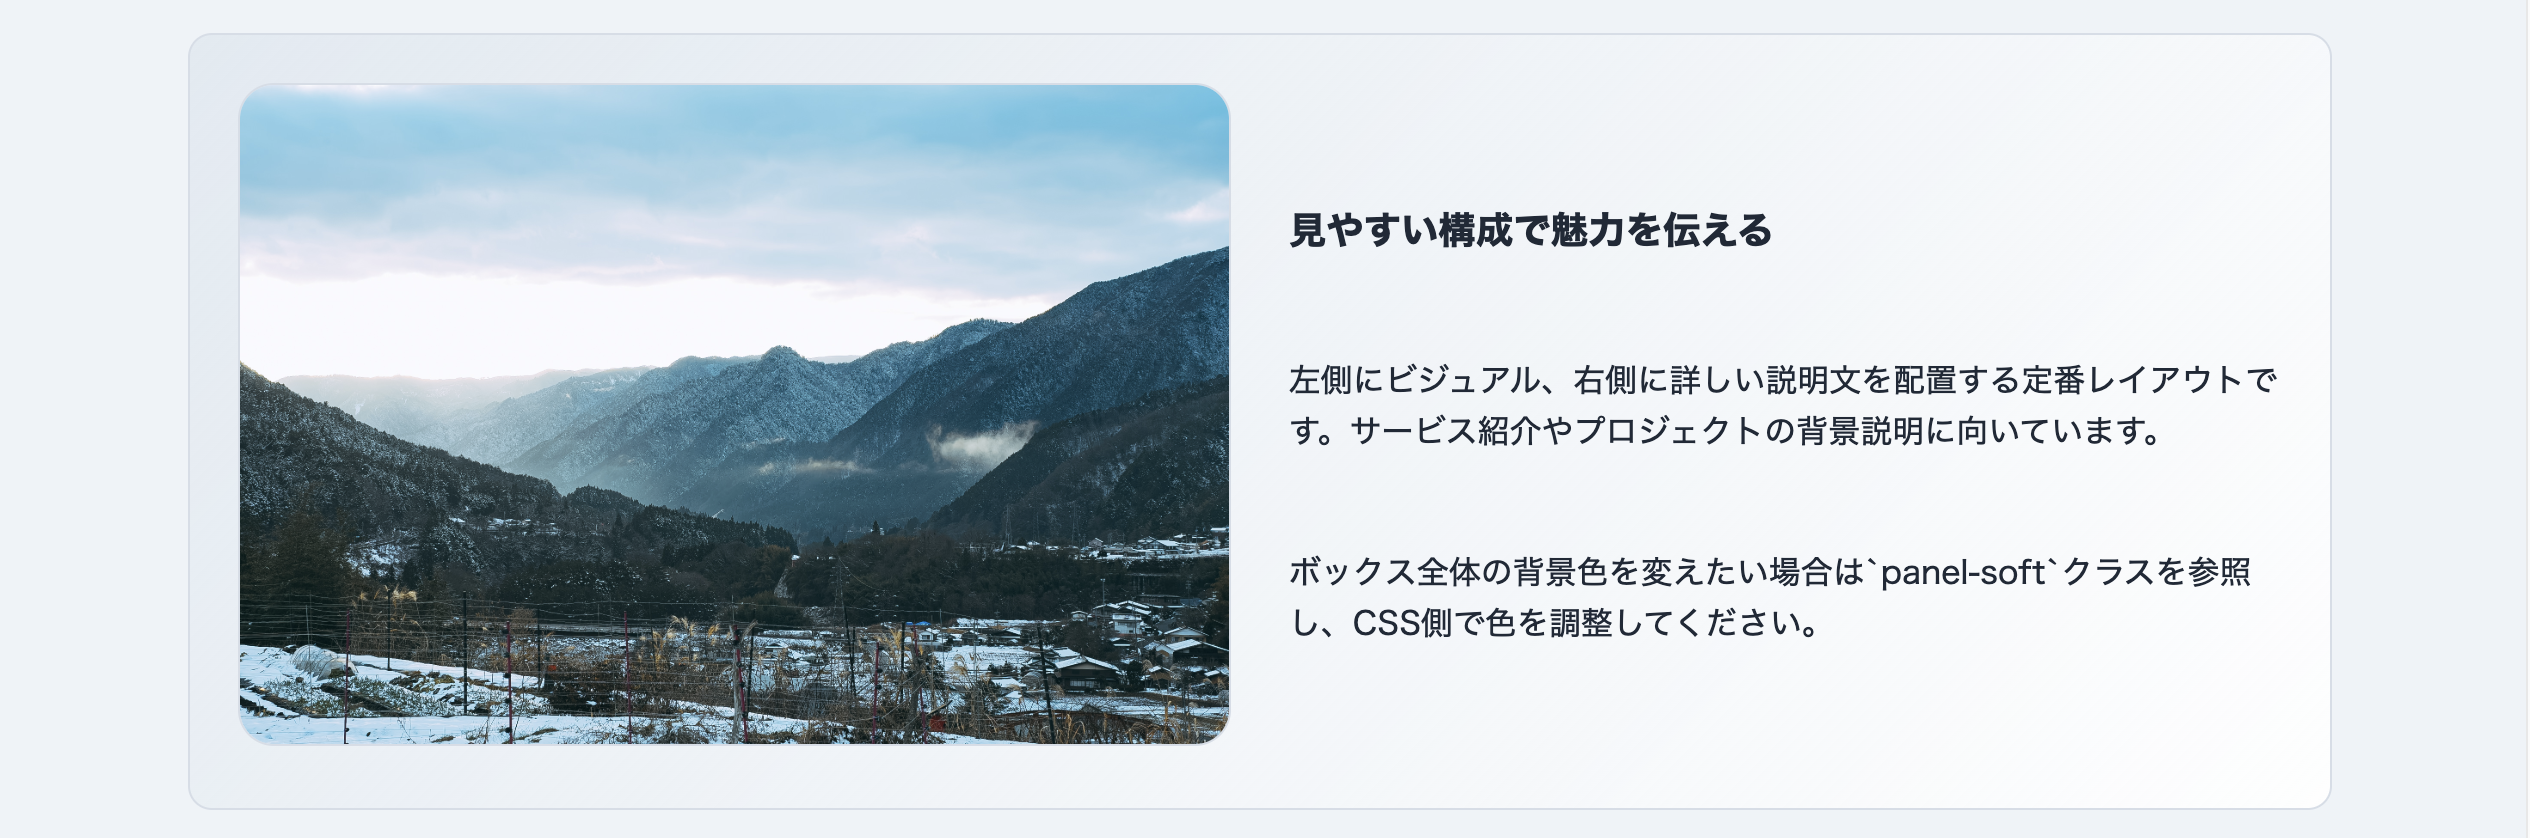 見やすい構成で魅力を伝える
左側にビジュアル、右側に詳しい説明文を配置する定番レイアウトで
す。サービス紹介やプロジェクトの背景説明に向いています。
ボックス全体の背景色を変えたい場合は`panel-soft`クラスを参照
し、CSS側で色を調整してください。